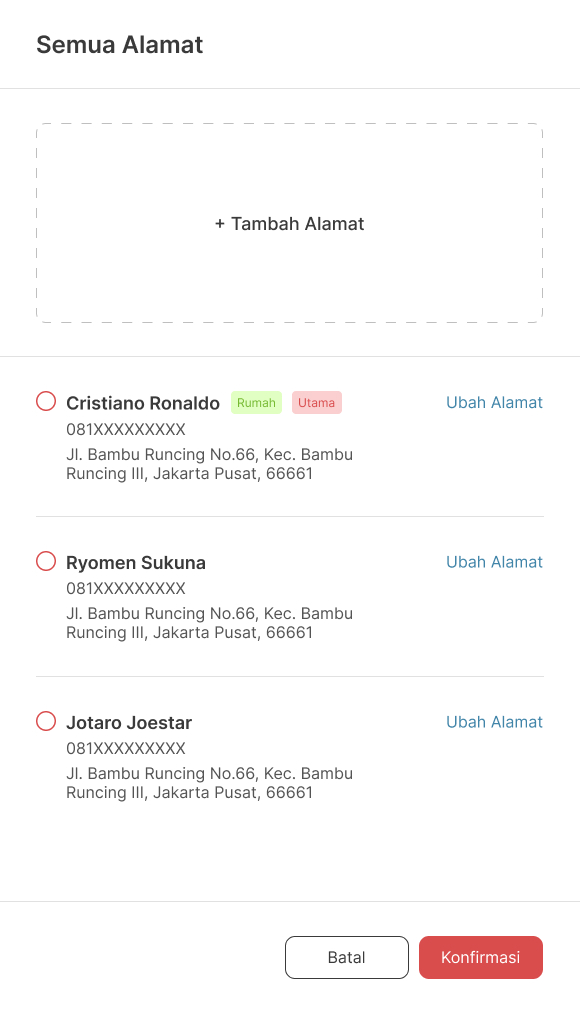 Semua Alamat
+ Tambah Alamat
Cristiano Ronaldo Rumah Utama Ubah Alamat
081XXXXXXXXX
Jl. Bambu Runcing No.66, Kec. Bambu
Runcing III, Jakarta Pusat, 66661
Ryomen Sukuna Ubah Alamat
081XXXXXXXXX
Jl. Bambu Runcing No.66, Kec. Bambu
Runcing III, Jakarta Pusat, 66661
Jotaro Joestar Ubah Alamat
081XXXXXXXXX
Jl. Bambu Runcing No.66, Kec. Bambu
Runcing III, Jakarta Pusat, 66661
Batal Konfirmasi